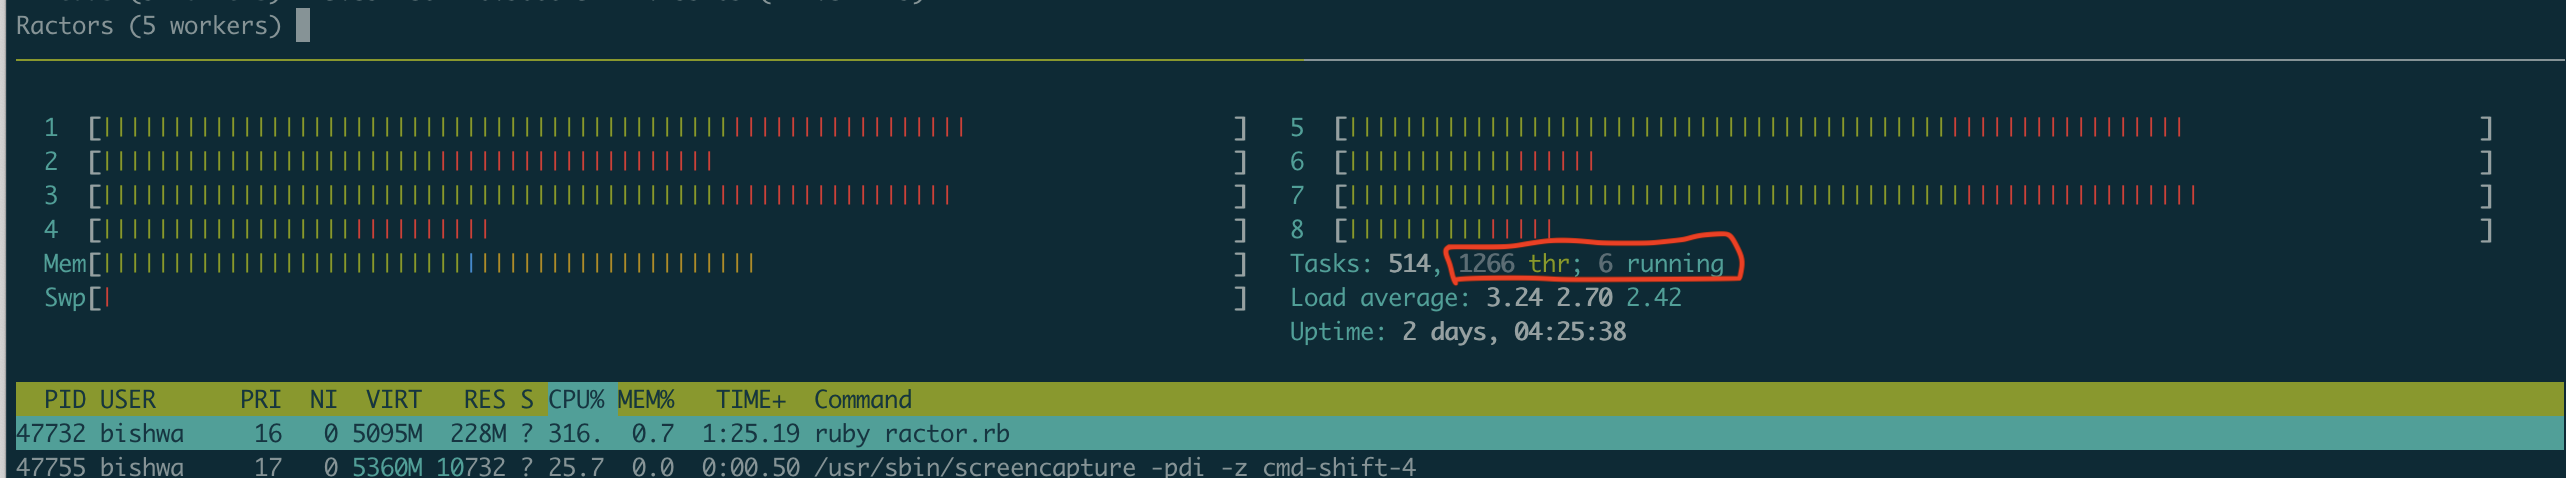 Ractors (5 workers)
1 [ ] 5 [ ]
2 [ ] 6 [ ]
3 [ ] 7 [ ]
4 [ ] 8 [ ]
Mem[ ] Tasks: 514, 1266 thr; 6 running
Swp[ ] Load average: 3.24 2.70 2.42
Uptime: 2 days, 04:25:38
PID USER PRI NI VIRT RES S CPU% MEM% TIME+ Command
47732 bishwa 16 0 5095M 228M ? 316. 0.7 1:25.19 ruby ractor.rb
47755 bishwa 17 0 5360M 10732 ? 25.7 0.0 0:00.50 /usr/sbin/screencapture -pdi -z cmd-shift-4